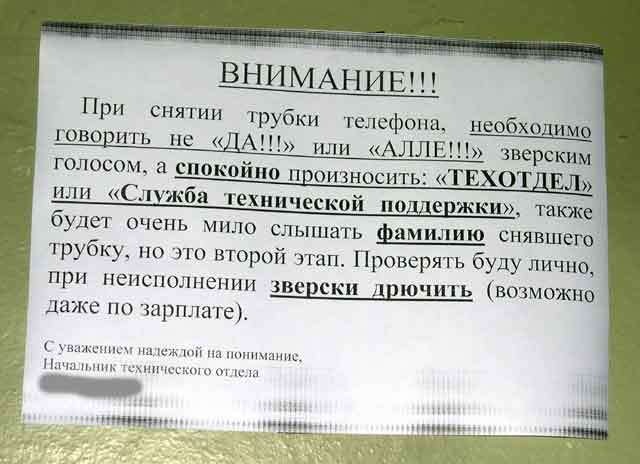 ВНИМАНИЕ!!!
При снятии трубки телефона, необходимо
говорить не «ДА!!!» или «АЛЛЕ!!!» зверским
голосом, а спокойно произносить: «ТЕХОТДЕЛ»
или «Служба технической поддержки», также
будет очень мило слышать фамилию снявшего
трубку, но это второй этап. Проверять буду лично,
при неисполнении зверски дрючить (возможно
даже по зарплате).
С уважением надеждой на понимание,
Начальник технического отдела